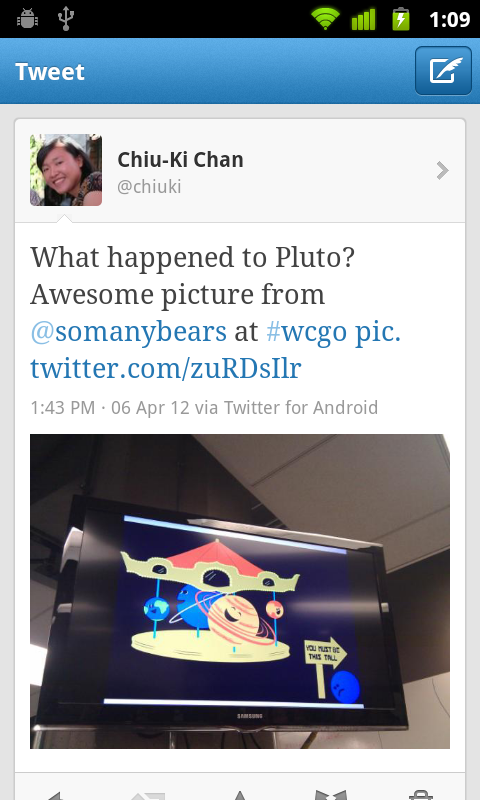 1:09
Tweet
Chiu-Ki Chan
@chiuki
What happened to Pluto?
Awesome picture from
@somanybears at #wcgo pic.
twitter.com/zuRDsIlr
1:43 PM · 06 Apr 12 via Twitter for Android
YOU MUST BE
THIS TALL
SAMSUNG